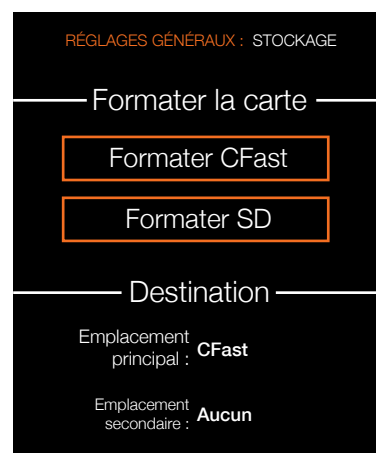 RÉGLAGES GÉNÉRAUX : STOCKAGE
Formater la carte
Formater CFast
Formater SD
Destination
Emplacement
principal : CFast
Emplacement
secondaire : Aucun